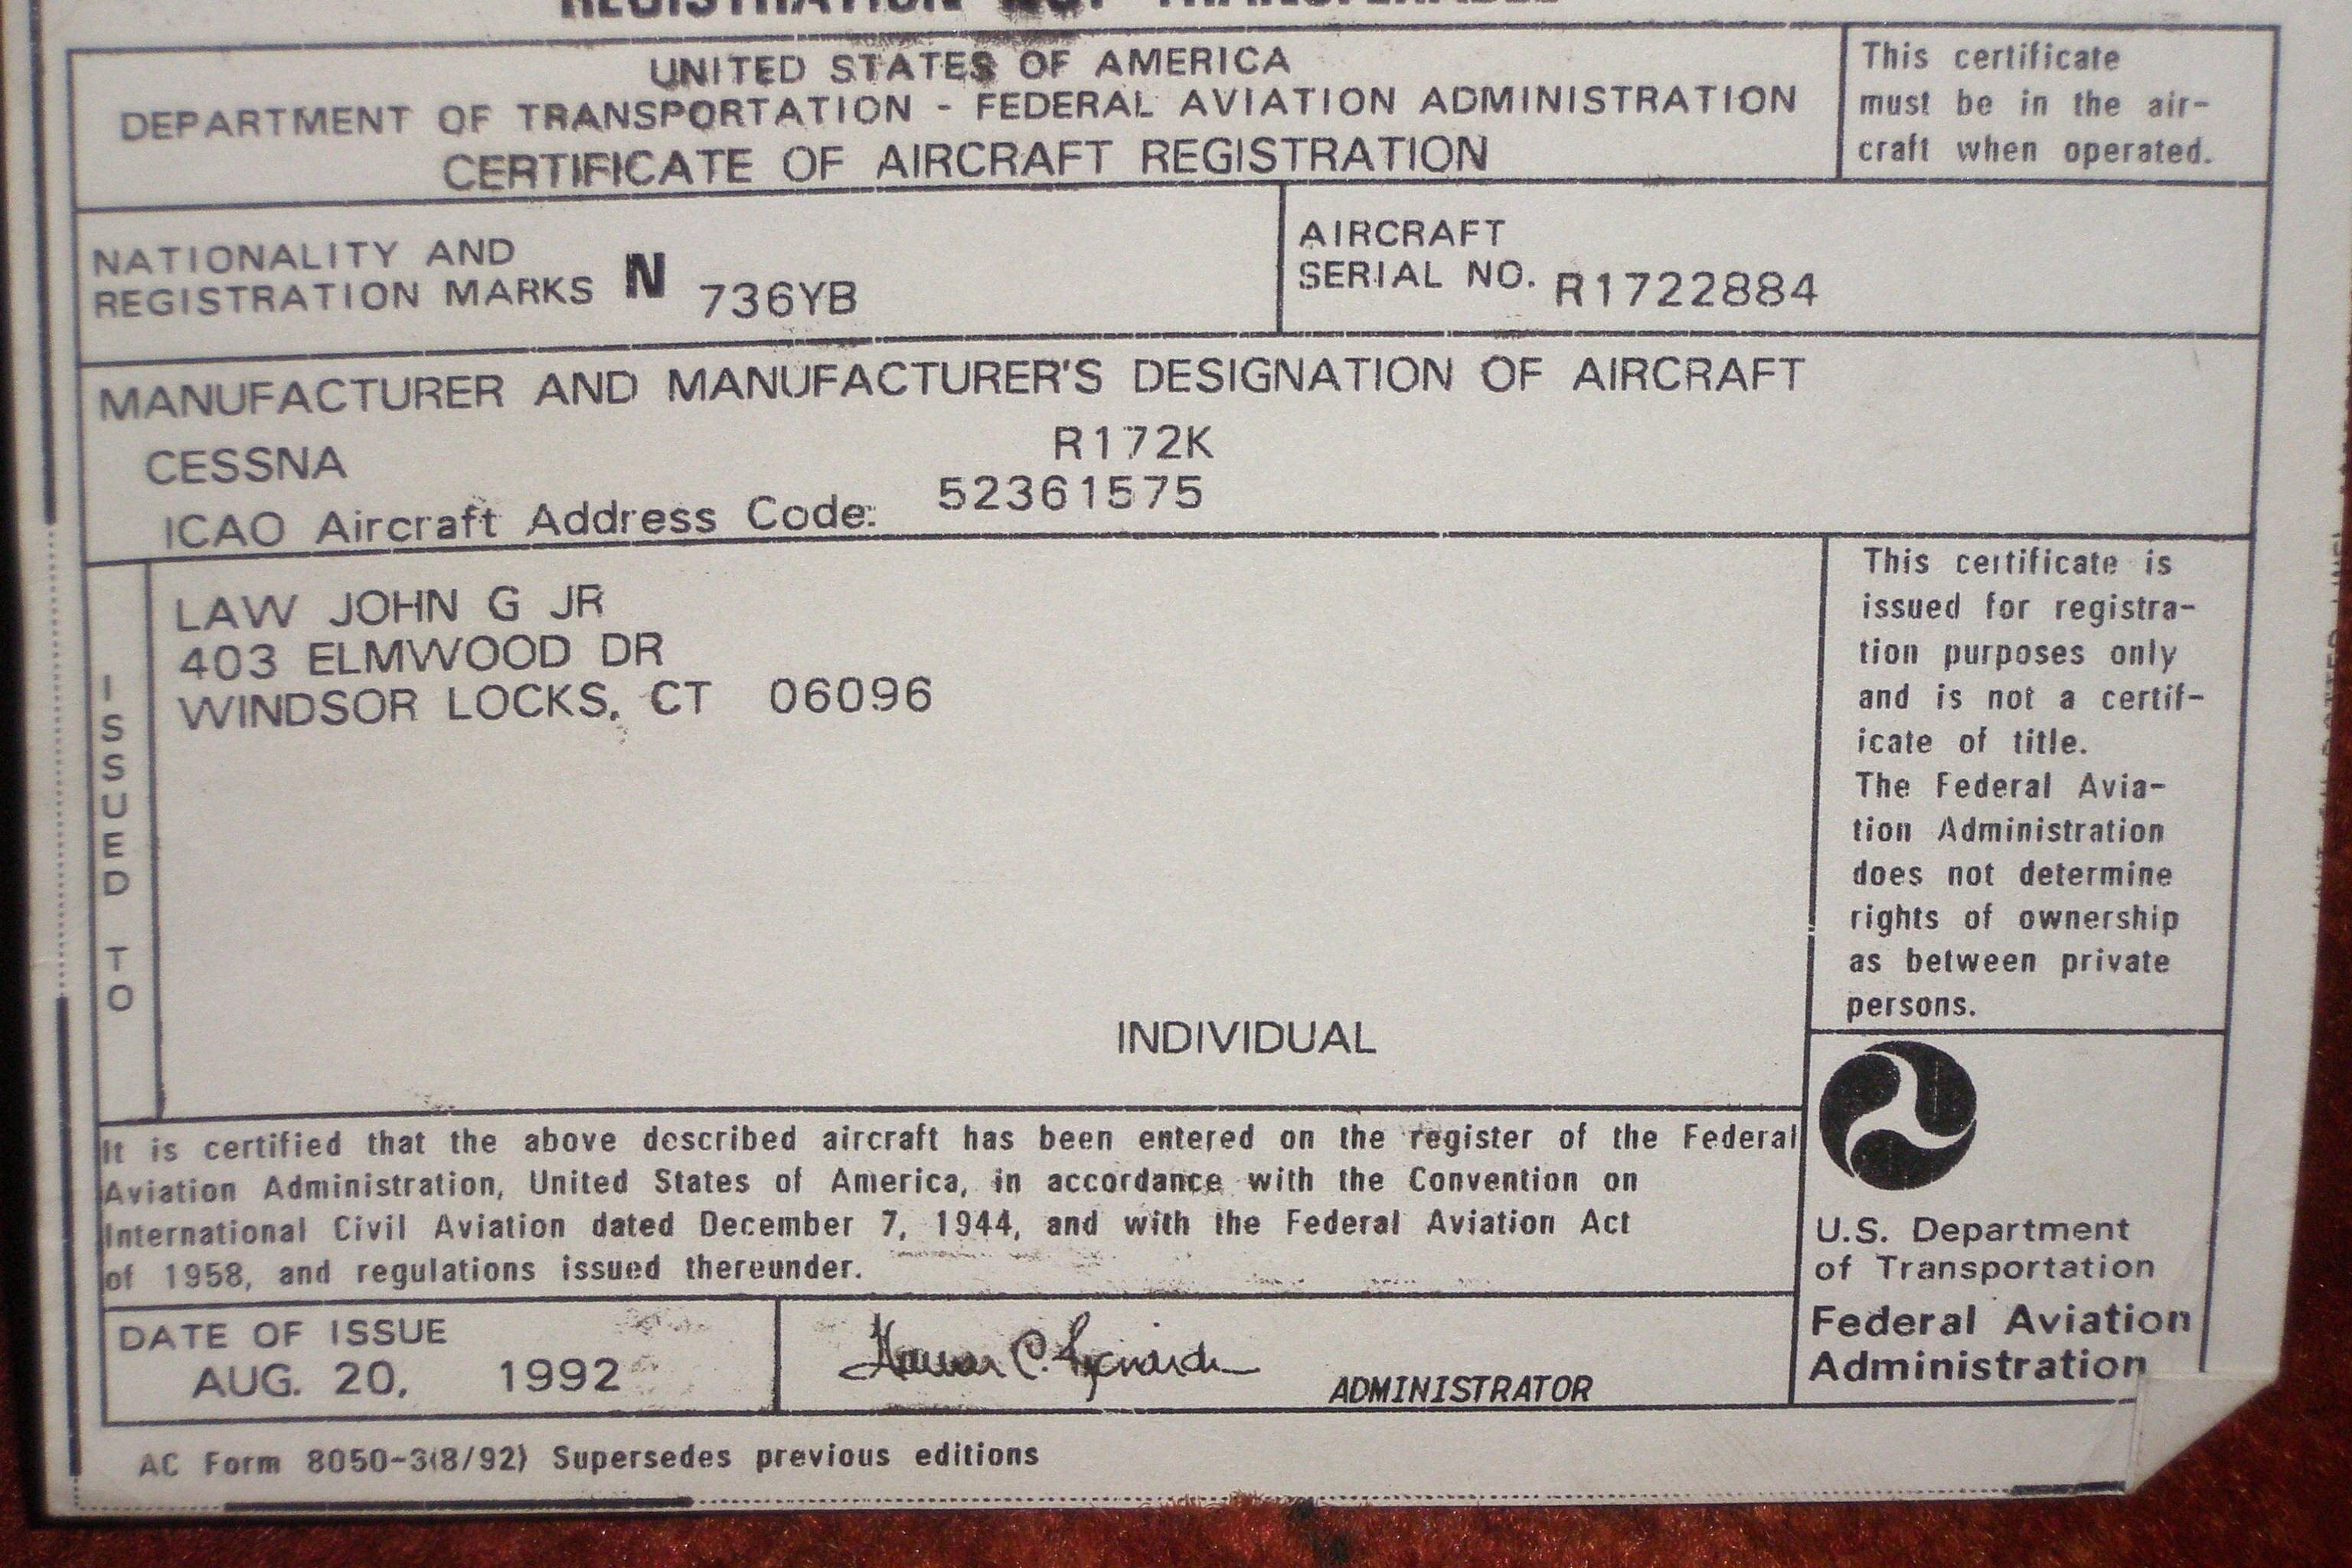 REGISTRATION NOT TRANSFERABLE
UNITED STATES OF AMERICA
DEPARTMENT OF TRANSPORTATION - FEDERAL AVIATION ADMINISTRATION
CERTIFICATE OF AIRCRAFT REGISTRATION
This certificate
must be in the air-
craft when operated.
NATIONALITY AND
REGISTRATION MARKS N 736YB
AIRCRAFT
SERIAL NO. R1722884
MANUFACTURER AND MANUFACTURER'S DESIGNATION OF AIRCRAFT
CESSNA R172K
ICAO Aircraft Address Code: 52361575
ISSUED TO
LAW JOHN G JR
403 ELMWOOD DR
WINDSOR LOCKS, CT 06096
INDIVIDUAL
This certificate is
issued for registra-
tion purposes only
and is not a certif-
icate of title.
The Federal Avia-
tion Administration
does not determine
rights of ownership
as between private
persons.
It is certified that the above described aircraft has been entered on the register of the Federal
Aviation Administration, United States of America, in accordance with the Convention on
International Civil Aviation dated December 7, 1944, and with the Federal Aviation Act
of 1958, and regulations issued thereunder.
DATE OF ISSUE
AUG. 20, 1992
ADMINISTRATOR
U.S. Department
of Transportation
Federal Aviation
Administration
AC Form 8050-3(8/92) Supersedes previous editions